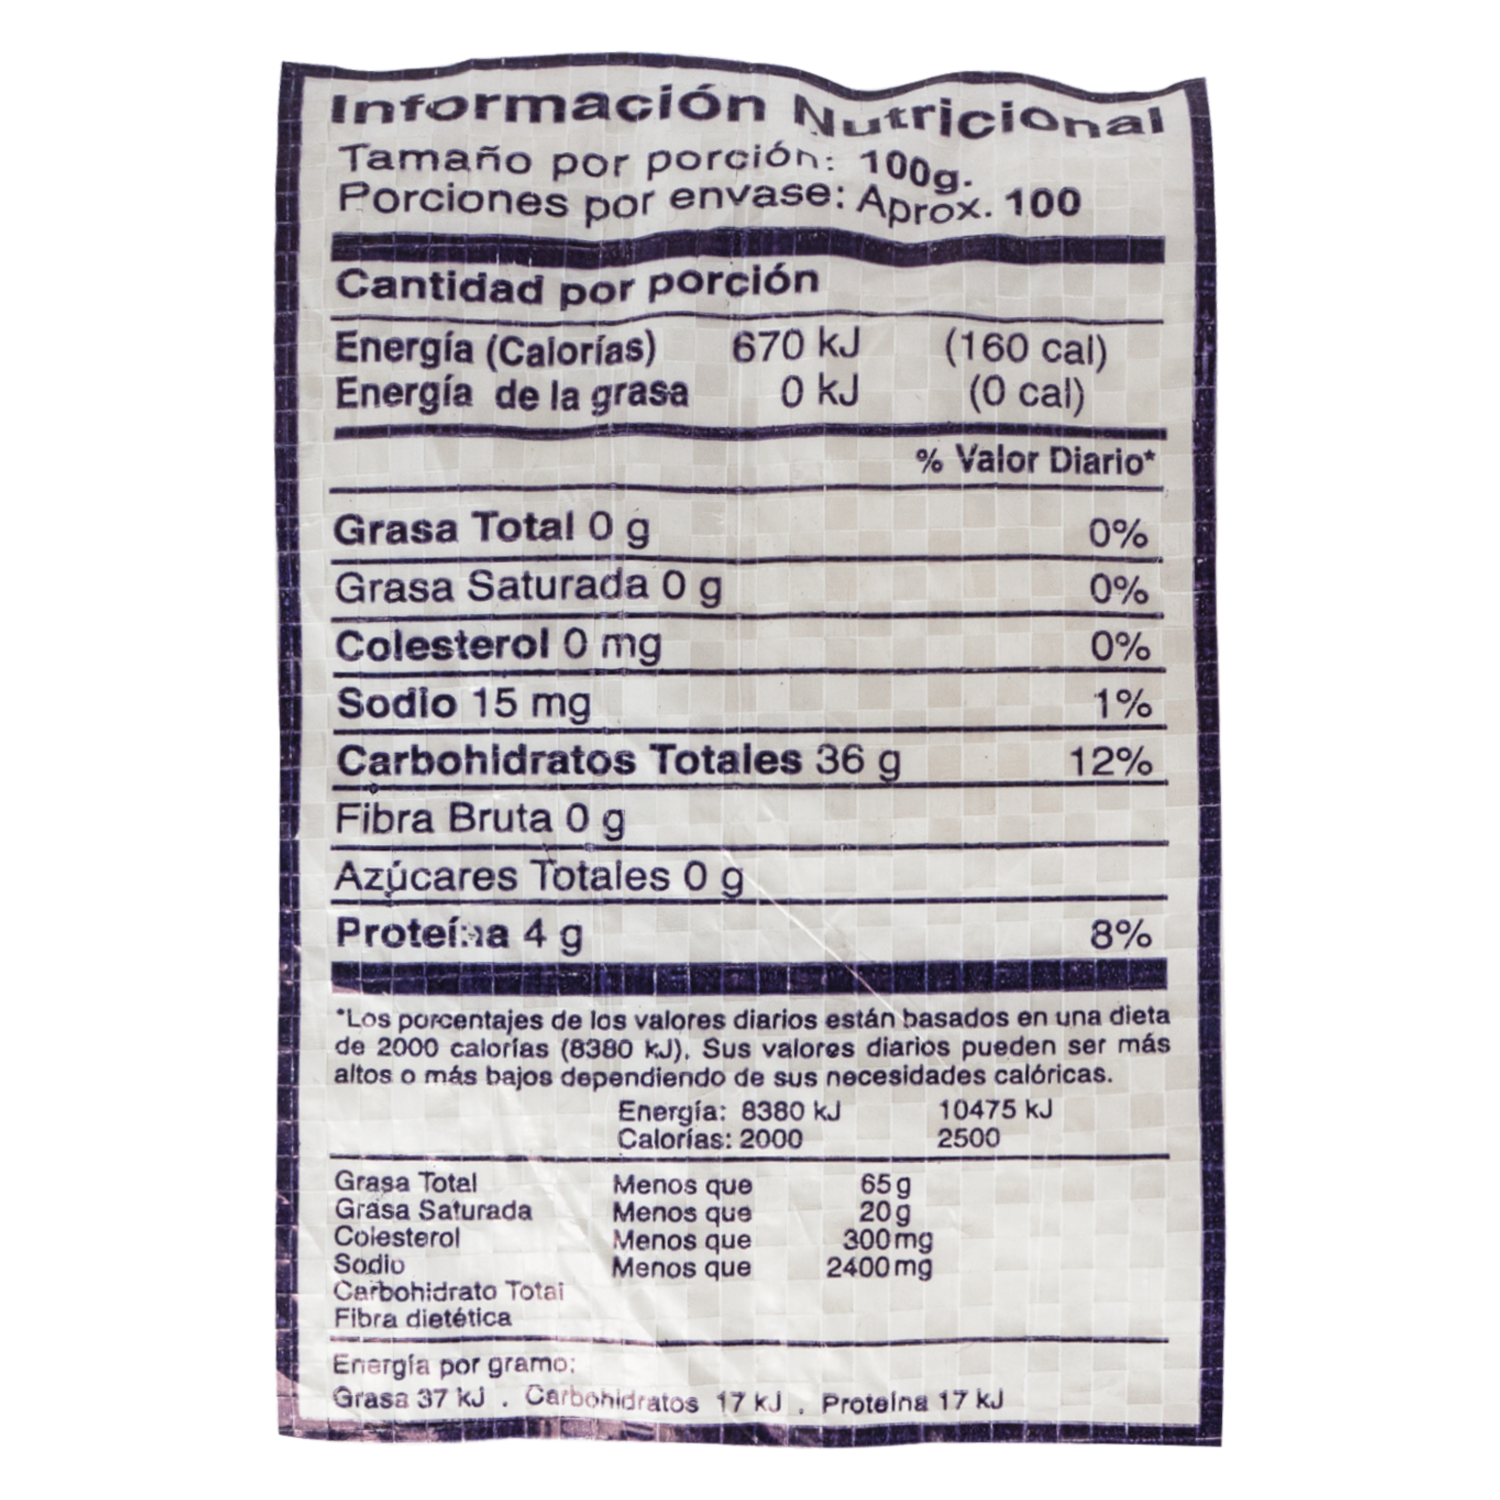 Información Nutricional
Tamaño por porción: 100g.
Porciones por envase: Aprox. 100
Cantidad por porción
Energía (Calorías) 670 kJ (160 cal)
Energía de la grasa 0 kJ (0 cal)
% Valor Diario*
Grasa Total 0 g 0%
Grasa Saturada 0 g 0%
Colesterol 0 mg 0%
Sodio 15 mg 1%
Carbohidratos Totales 36 g 12%
Fibra Bruta 0 g
Azúcares Totales 0 g
Proteína 4 g 8%
*Los porcentajes de los valores diarios están basados en una dieta
de 2000 calorías (8380 kJ). Sus valores diarios pueden ser más
altos o más bajos dependiendo de sus necesidades calóricas.
Energía: 8380 kJ 10475 kJ
Calorías: 2000 2500
Grasa Total Menos que 65 g
Grasa Saturada Menos que 20 g
Colesterol Menos que 300 mg
Sodio Menos que 2400 mg
Carbohidrato Total
Fibra dietética
Energía por gramo:
Grasa 37 kJ . Carbohidratos 17 kJ . Proteína 17 kJ